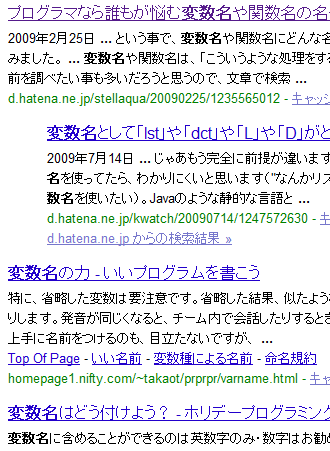 プログラマなら誰もが悩む変数名や関数名の名
2009年2月25日 ... という事で、変数名や関数名にどんな名
みました。 ... 変数名や関数名は、「こういうような処理をする
前を調べたい事も多いだろうと思うので、文章で検索 ...
d.hatena.ne.jp/stellaqua/20090225/1235565012 - キャッシ
変数名として「lst」や「dct」や「L」や「D」がと
2009年7月14日 ... じゃあもう完全に前提が違います
名を使ってたら、わかりにくいと思います("なんかリス
数名を使いたい)。Javaのような静的な言語と ...
d.hatena.ne.jp/kwatch/20090714/1247572630 - キ
d.hatena.ne.jp からの検索結果 »
変数名の力 - いいプログラムを書こう
特に、省略した変数は要注意です。省略した結果、似たよう
りします。発音が同じくなると、チーム内で会話したりするとき
上手に名前をつけるのも、目立たないですが、 ...
Top Of Page - いい名前 - 変数種による名前 - 命名規約
homepage1.nifty.com/~takaot/prprpr/varname.html - キャ
変数名はどう付けよう? - ホリデープログラミング
変数名に含めることができるのは英数字のみ・数字はお勧め